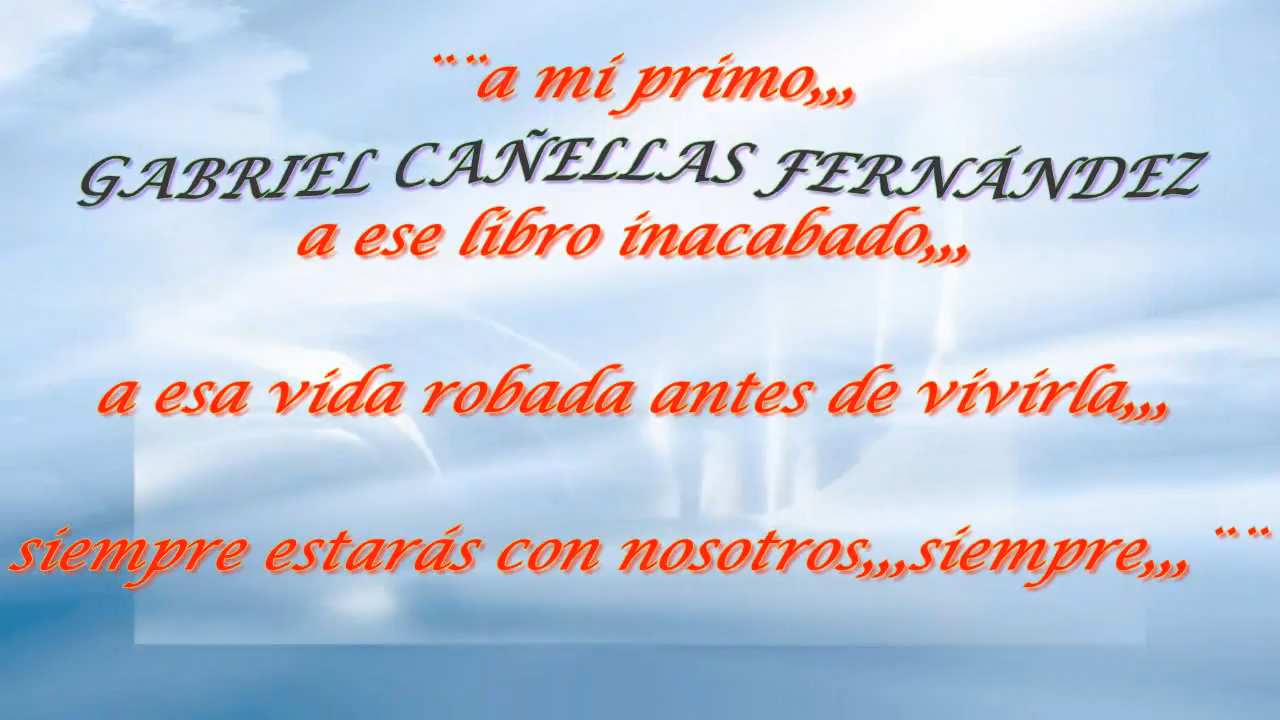 ¨¨a mi primo,,,
GABRIEL CAÑELLAS FERNÁNDEZ
a ese libro inacabado,,,
a esa vida robada antes de vivirla,,,
siempre estarás con nosotros,,,siempre,,,¨¨